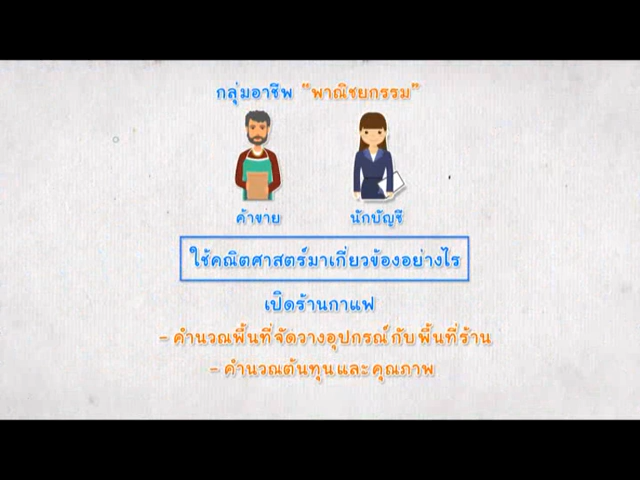 กลุ่มอาชีพ "พาณิชยกรรม"
ค้าขาย นักบัญชี
ใช้คณิตศาสตร์มาเกี่ยวข้องอย่างไร
เปิดร้านกาแฟ
- คำนวณพื้นที่จัดวางอุปกรณ์ กับ พื้นที่ร้าน
- คำนวณต้นทุน และ คุณภาพ